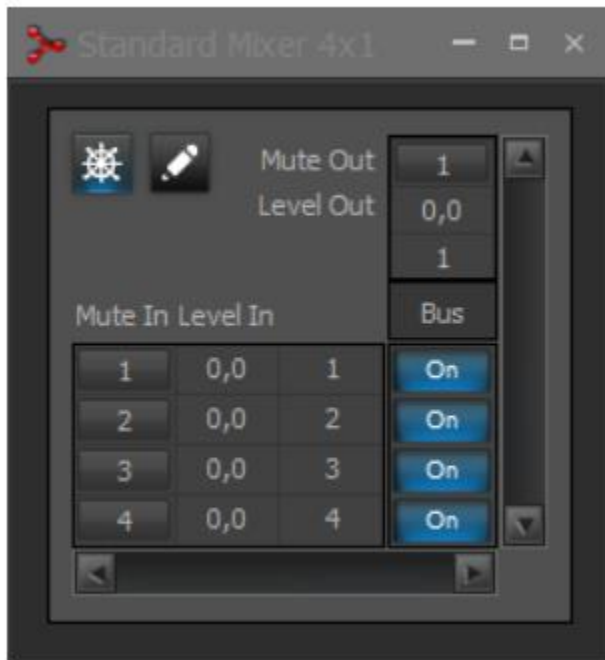 Standard Mixer 4x1
Mute Out 1
Level Out 0,0
1
Mute In Level In Bus
1 0,0 1 On
2 0,0 2 On
3 0,0 3 On
4 0,0 4 On